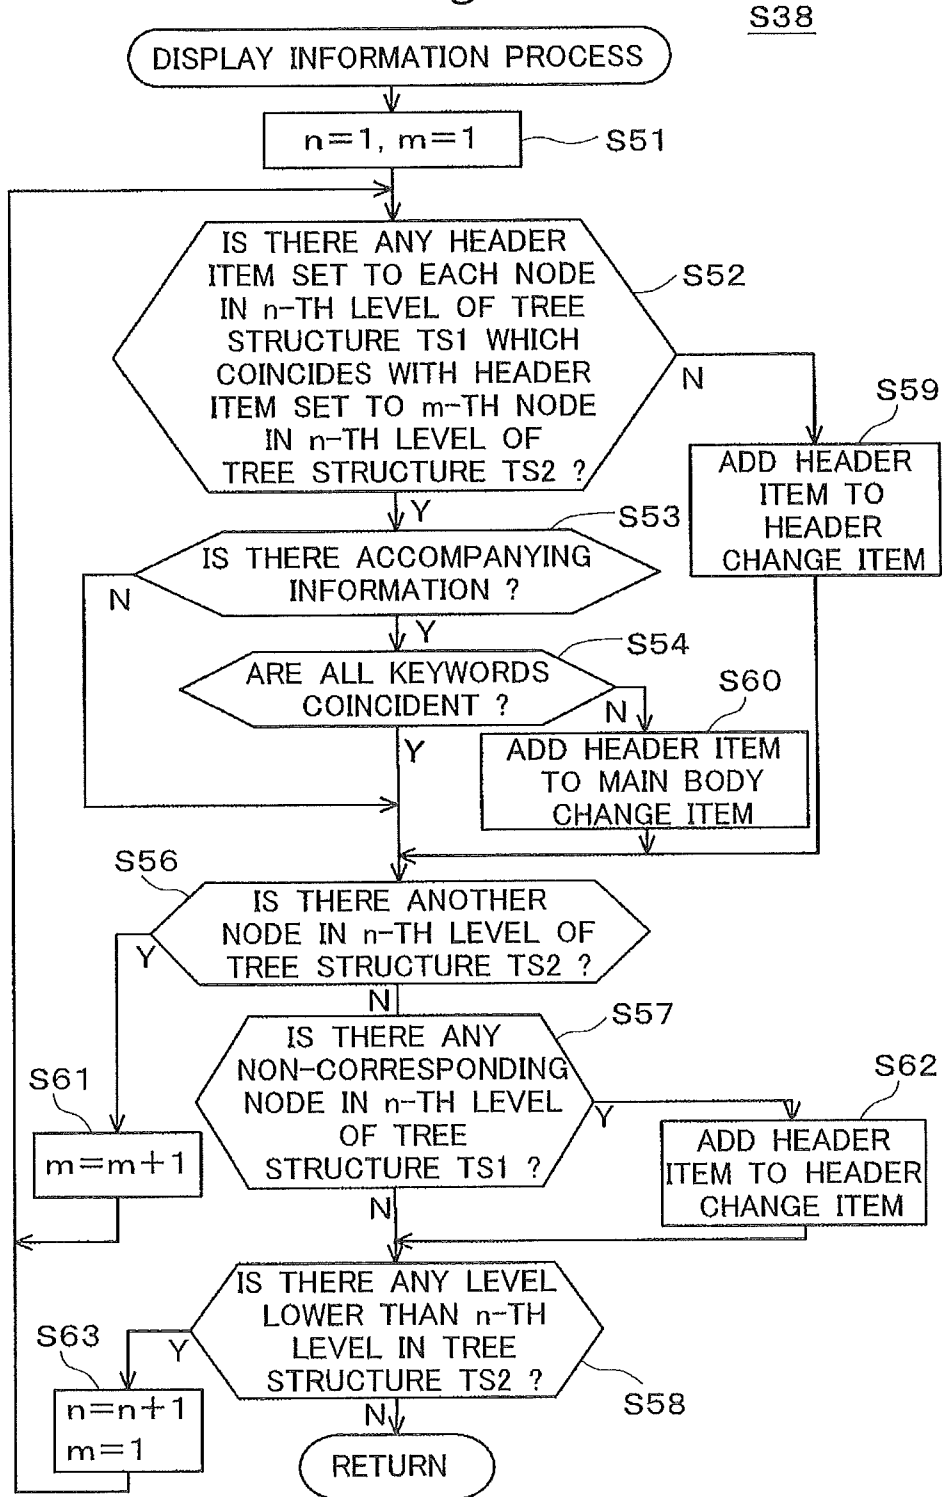 S38
DISPLAY INFORMATION PROCESS
n=1, m=1
S51
IS THERE ANY HEADER
ITEM SET TO EACH NODE
IN n-TH LEVEL OF TREE
STRUCTURE TS1 WHICH
COINCIDES WITH HEADER
ITEM SET TO m-TH NODE
IN n-TH LEVEL OF
TREE STRUCTURE TS2 ?
S52
N
Y
S59
ADD HEADER
ITEM TO
HEADER
CHANGE ITEM
S53
IS THERE ACCOMPANYING
INFORMATION ?
N
Y
S54
ARE ALL KEYWORDS
COINCIDENT ?
N
Y
S60
ADD HEADER ITEM
TO MAIN BODY
CHANGE ITEM
S56
IS THERE ANOTHER
NODE IN n-TH LEVEL OF
TREE STRUCTURE TS2 ?
Y
N
S57
IS THERE ANY
NON-CORRESPONDING
NODE IN n-TH LEVEL
OF TREE
STRUCTURE TS1 ?
Y
N
S61
m=m+1
S62
ADD HEADER
ITEM TO HEADER
CHANGE ITEM
IS THERE ANY LEVEL
LOWER THAN n-TH
LEVEL IN TREE
STRUCTURE TS2 ?
S58
Y
N
S63
n=n+1
m=1
RETURN